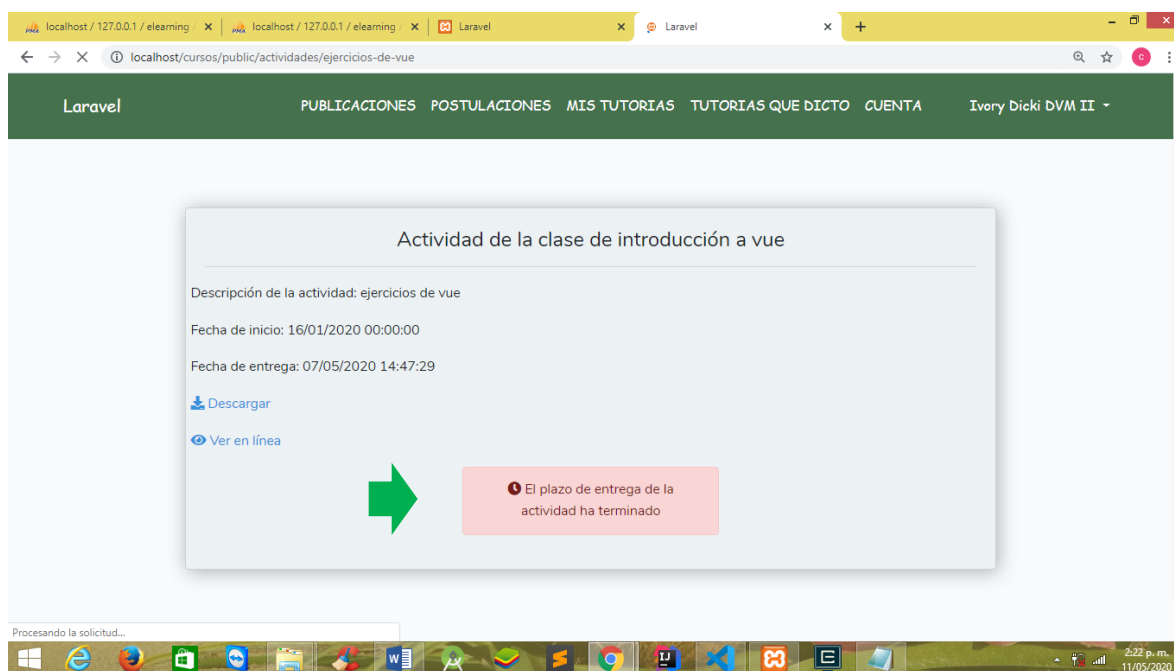 localhost / 127.0.0.1 / elearning /
localhost / 127.0.0.1 / elearning /
Laravel
Laravel
localhost/cursos/public/actividades/ejercicios-de-vue
c
Laravel
PUBLICACIONES POSTULACIONES MIS TUTORIAS TUTORIAS QUE DICTO CUENTA
Ivory Dicki DVM II
Actividad de la clase de introducción a vue
Descripción de la actividad: ejercicios de vue
Fecha de inicio: 16/01/2020 00:00:00
Fecha de entrega: 07/05/2020 14:47:29
Descargar
Ver en línea
El plazo de entrega de la
actividad ha terminado
Procesando la solicitud...
2:22 p. m.
11/05/2020